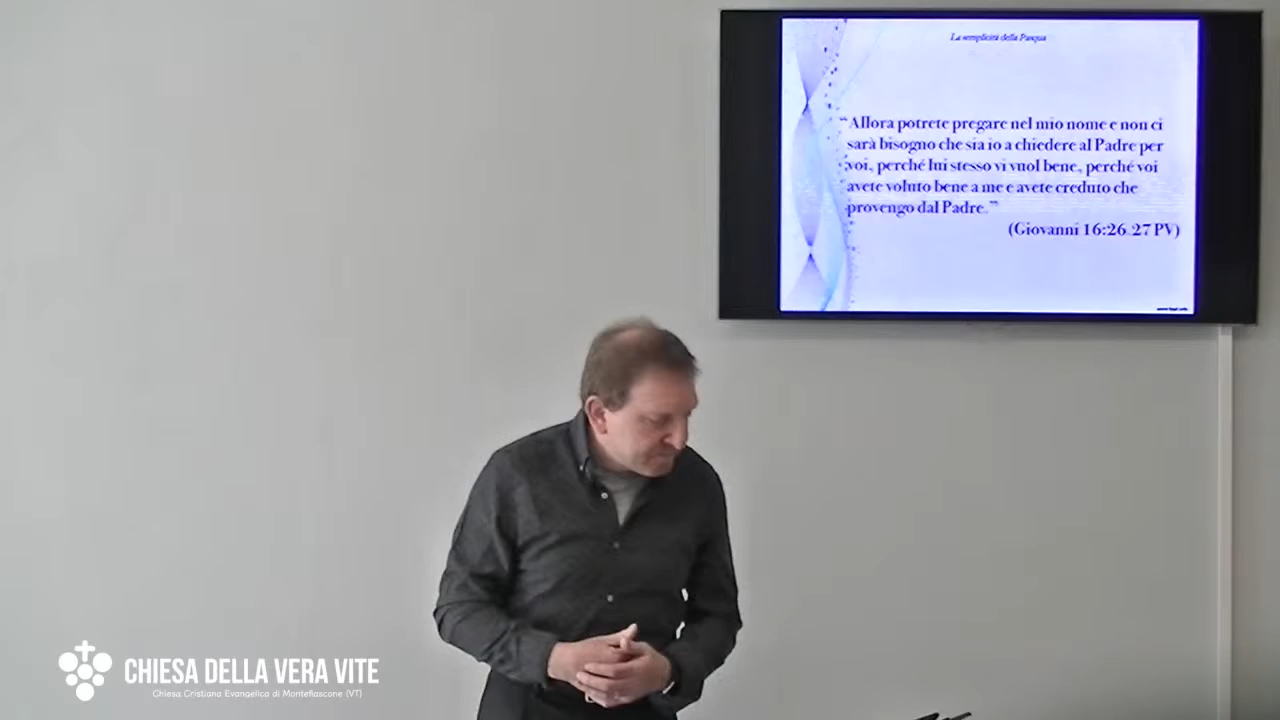 La semplicità della Pasqua
“Allora potrete pregare nel mio nome e non ci
sarà bisogno che sia io a chiedere al Padre per
voi, perché lui stesso vi vuol bene, perché voi
avete voluto bene a me e avete creduto che
provengo dal Padre.”
(Giovanni 16:26-27 PV)
CHIESA DELLA VERA VITE
Chiesa Cristiana Evangelica di Montefiascone (VT)